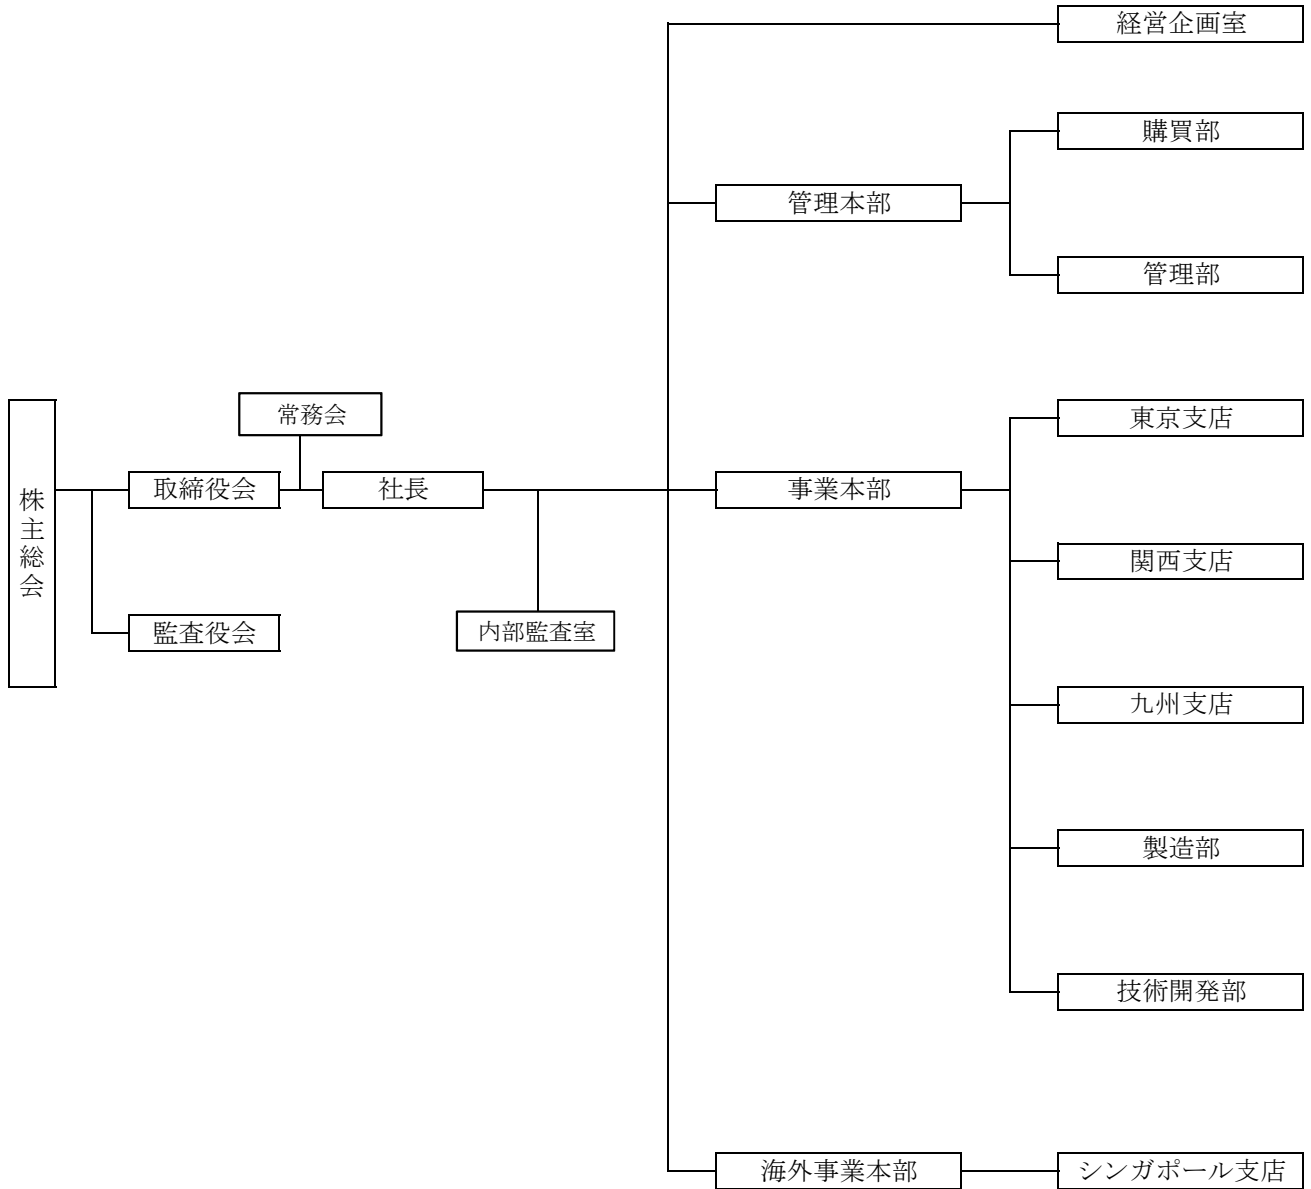 経営企画室
購買部
管理本部
管理部
常務会
東京支店
株主総会
取締役会
社長
事業本部
関西支店
監査役会
内部監査室
九州支店
製造部
技術開発部
海外事業本部
シンガポール支店